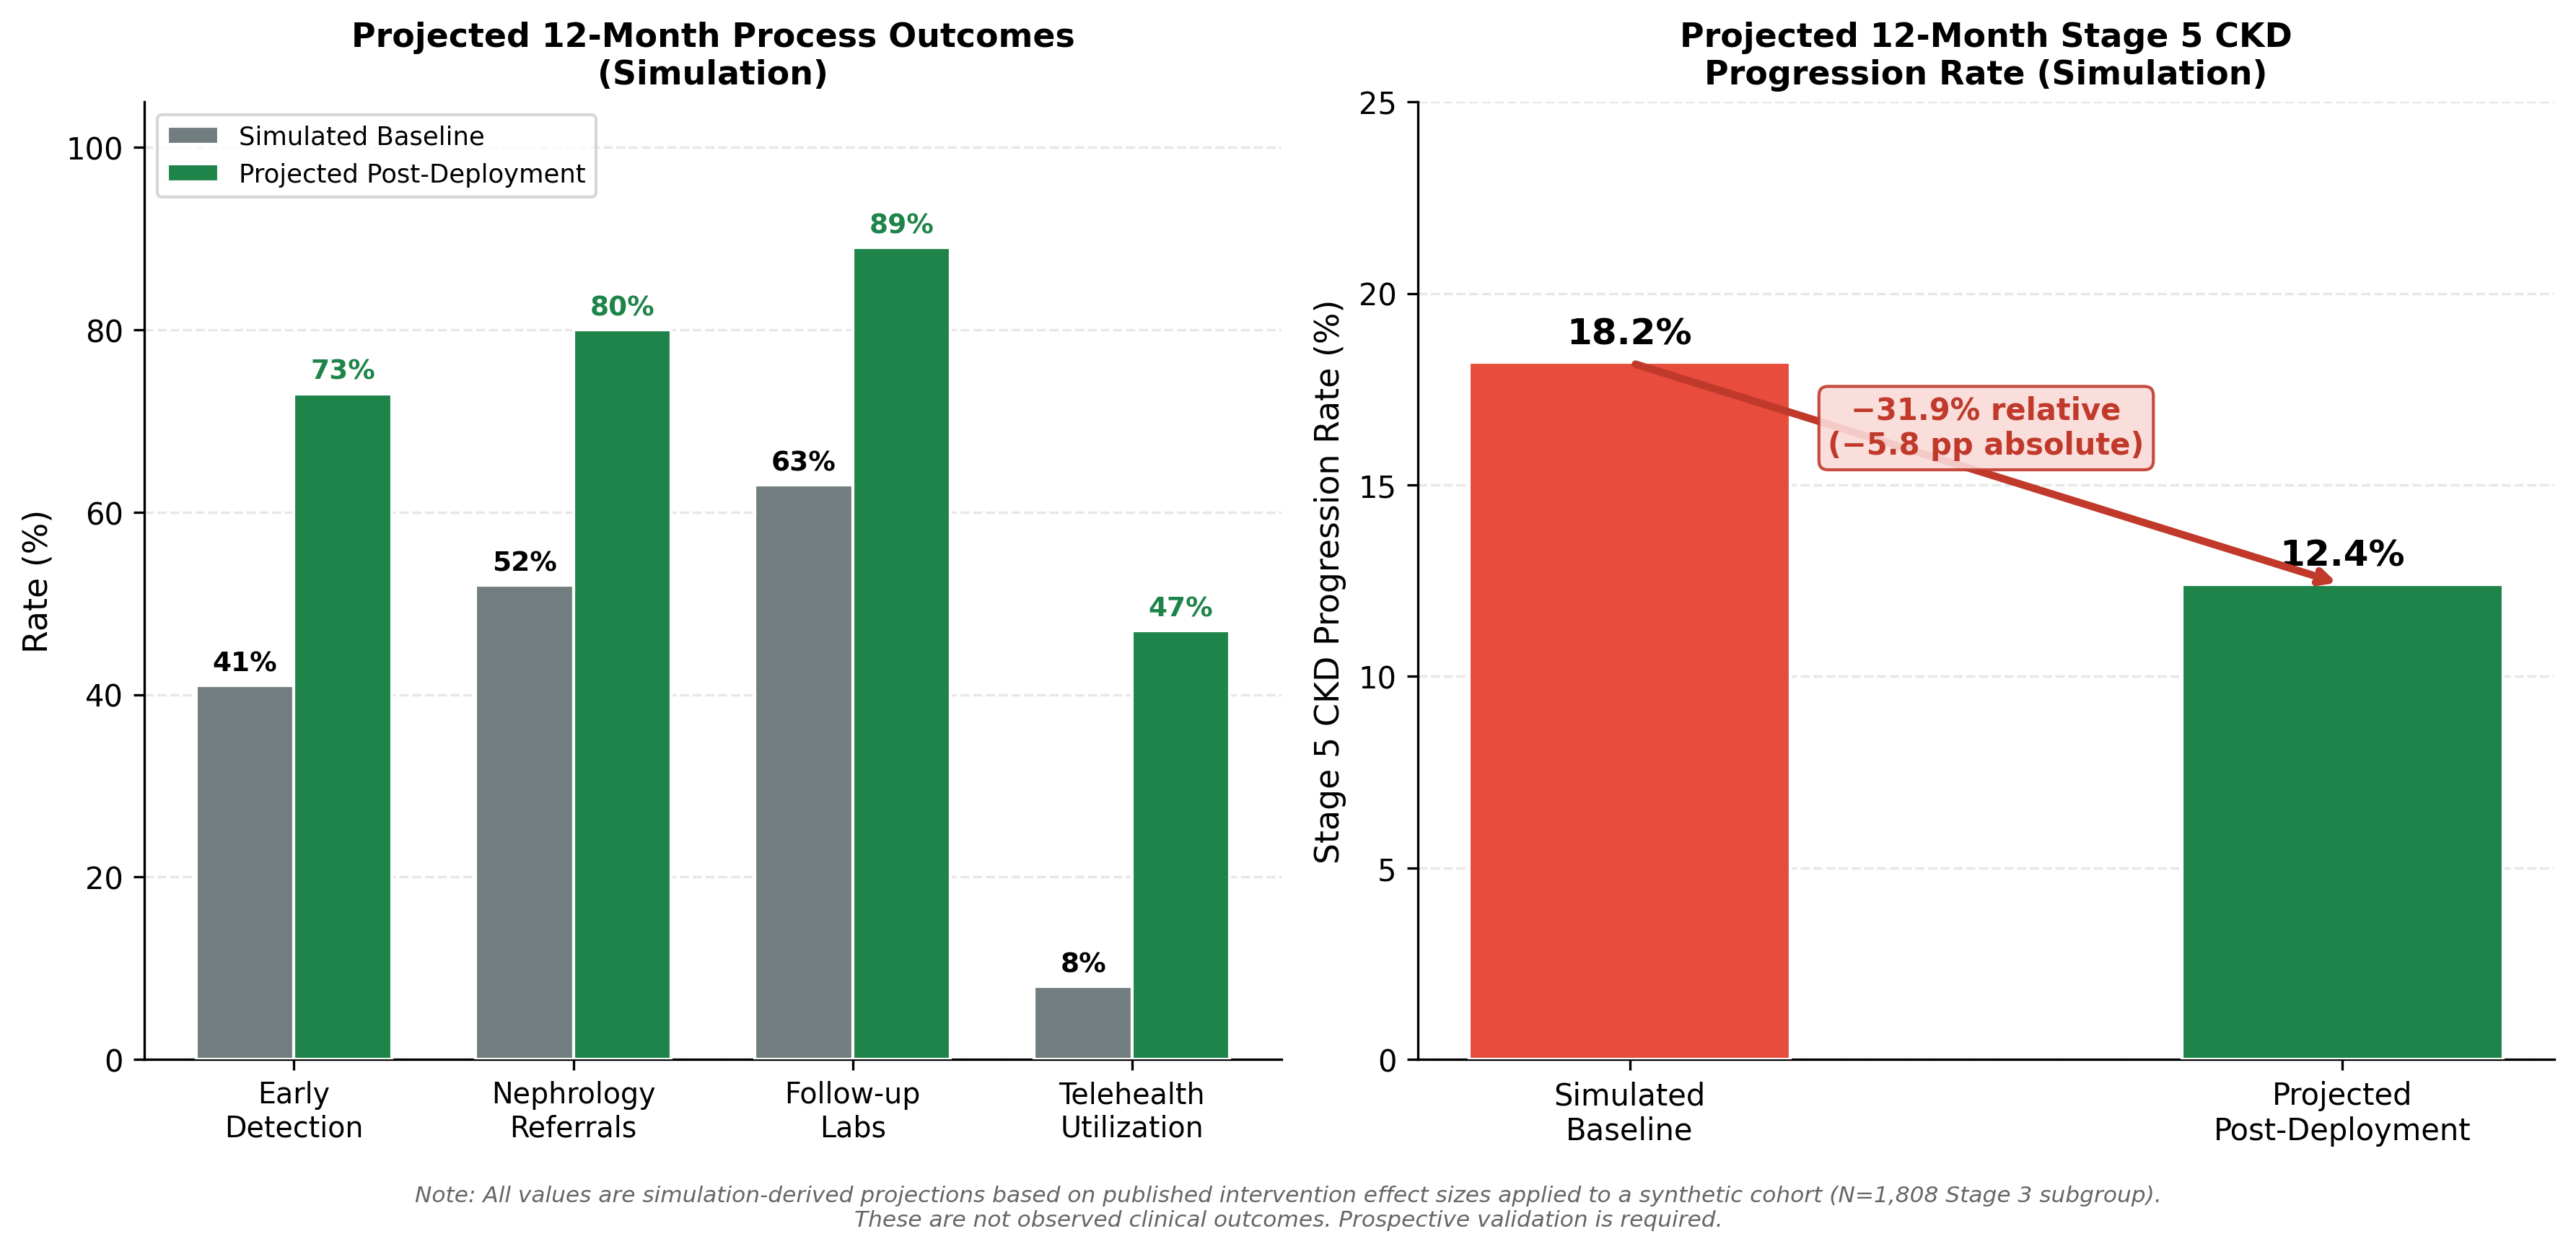 Projected 12-Month Process Outcomes
(Simulation)
Simulated Baseline
Projected Post-Deployment
Rate (%)
100
80
60
40
20
0
41%
73%
52%
80%
63%
89%
8%
47%
Early
Detection
Nephrology
Referrals
Follow-up
Labs
Telehealth
Utilization
Projected 12-Month Stage 5 CKD
Progression Rate (Simulation)
Stage 5 CKD Progression Rate (%)
25
20
15
10
5
0
18.2%
−31.9% relative
(−5.8 pp absolute)
12.4%
Simulated
Baseline
Projected
Post-Deployment
Note: All values are simulation-derived projections based on published intervention effect sizes applied to a synthetic cohort (N=1,808 Stage 3 subgroup).
These are not observed clinical outcomes. Prospective validation is required.